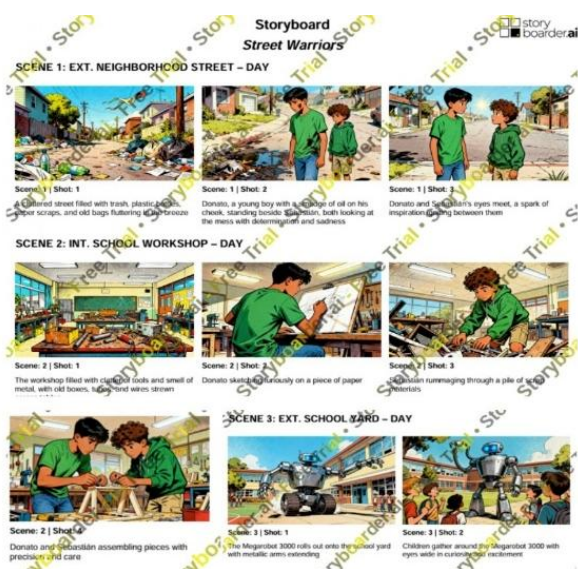 Storyboard
Street Warriors
story
boarder.ai
SCENE 1: EXT. NEIGHBORHOOD STREET – DAY
Scene: 1 | Shot: 1
Scene: 1 | Shot: 2
Scene: 1 | Shot: 3
A cluttered street filled with trash, plastic
paper scraps, and old bags fluttering in the breeze
Donato, a young boy with a smudge of oil on his
cheek, standing beside Sebastián, both looking
at the mess with determination and sadness
Donato and Sebastián's eyes meet, a spark of
inspiration between them
SCENE 2: INT. SCHOOL WORKSHOP – DAY
Scene: 2 | Shot: 1
Scene: 2 | Shot: 2
Scene: 2 | Shot: 3
The workshop filled with of tools and smell of
metal, with old boxes, and wires strewn
Donato sketching furiously on a piece of paper
Sebastián rummaging through a pile of scrap
materials
Scene: 2 | Shot: 4
Donato and Sebastián assembling pieces with
precision and care
SCENE 3: EXT. SCHOOL YARD – DAY
Scene: 3 | Shot: 1
The Megarobot 3000 rolls out onto the school yard
with metallic arms extending
Scene: 3 | Shot: 2
Children gather around the Megarobot 3000 with
eyes wide in curiosity and excitement
Storyboarder.ai Free Trial